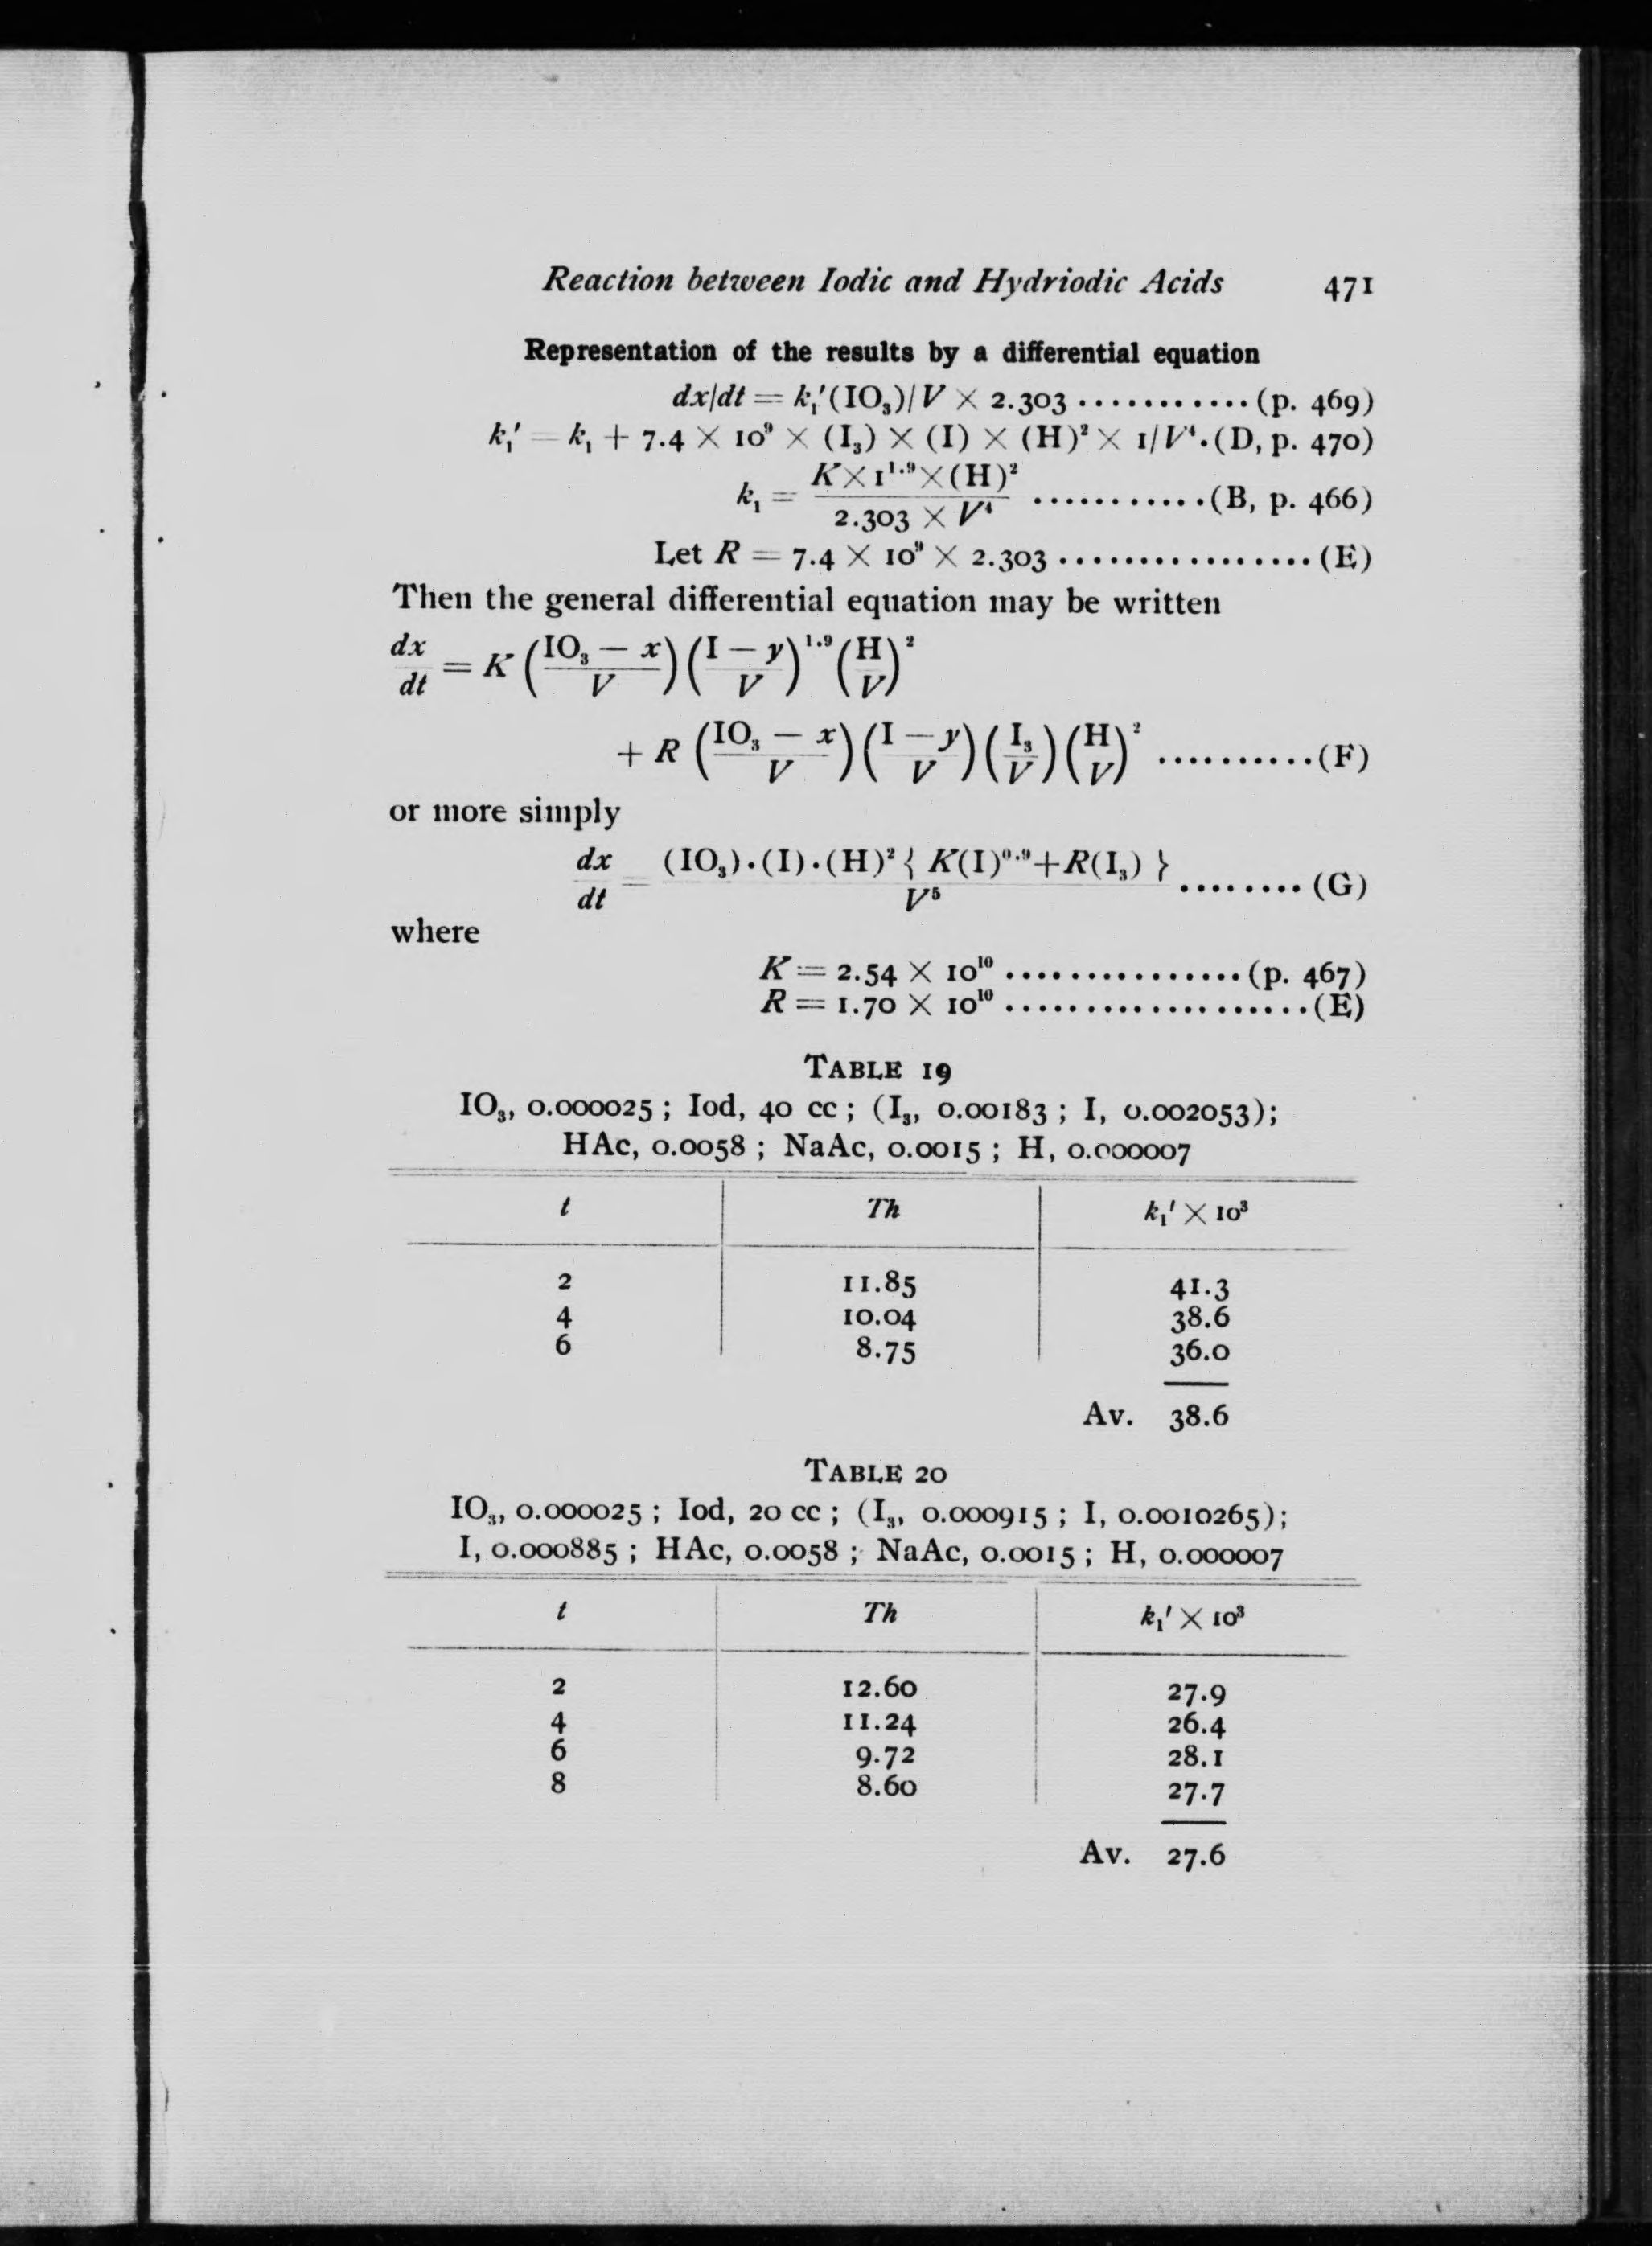 Reaction between Iodic and Hydriodic Acids 471
Representation of the results by a differential equation
dx/dt = k₁′(IO₃)/V × 2.303 ........... (p. 469)
k₁′ = k₁ + 7.4 × 10⁹ × (I₃) × (I) × (H)² × 1/V⁴. (D, p. 470)
k₁ = K×I^1.9×(H)² / 2.303 × V⁴ ........... (B, p. 466)
Let R = 7.4 × 10⁹ × 2.303 ................ (E)
Then the general differential equation may be written
dx/dt = K ((IO₃ − x)/V) ((I − y)/V)^1.9 (H/V)²
+ R ((IO₃ − x)/V) ((I − y)/V) (I₃/V) (H/V)² .......... (F)
or more simply
dx/dt = (IO₃).(I).(H)² { K(I)^0.9+R(I₃) } / V⁵ ........ (G)
where
K = 2.54 × 10¹⁰ ............... (p. 467)
R = 1.70 × 10¹⁰ ................... (E)
TABLE 19
IO₃, 0.000025 ; Iod, 40 cc ; (I₃, 0.00183 ; I, 0.002053);
HAc, 0.0058 ; NaAc, 0.0015 ; H, 0.000007
t Th k₁′ × 10³
2 11.85 41.3
4 10.04 38.6
6 8.75 36.0
Av. 38.6
TABLE 20
IO₃, 0.000025 ; Iod, 20 cc ; (I₃, 0.000915 ; I, 0.0010265);
I, 0.000885 ; HAc, 0.0058 ; NaAc, 0.0015 ; H, 0.000007
t Th k₁′ × 10³
2 12.60 27.9
4 11.24 26.4
6 9.72 28.1
8 8.60 27.7
Av. 27.6